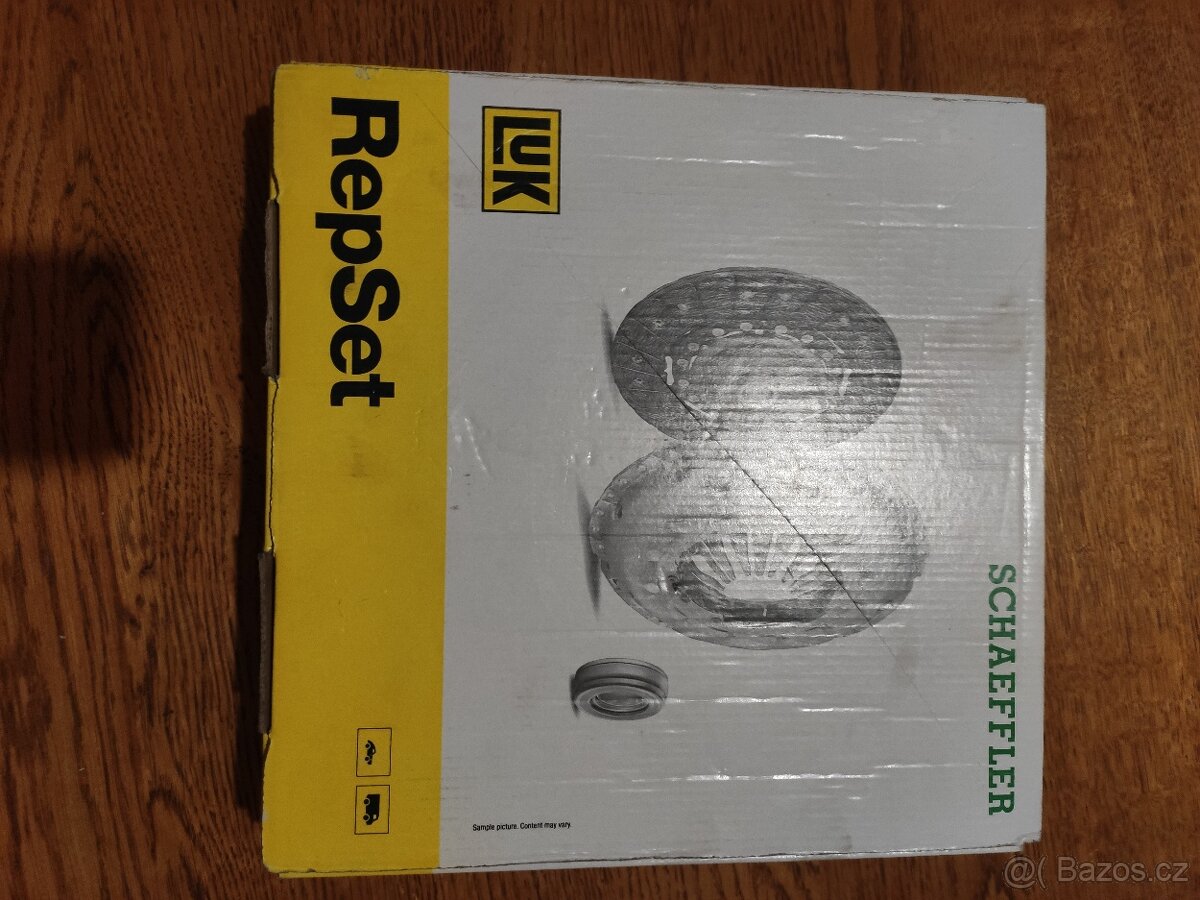 LuK
RepSet
SCHAEFFLER
Sample picture. Content may vary.
@( Bazos.cz